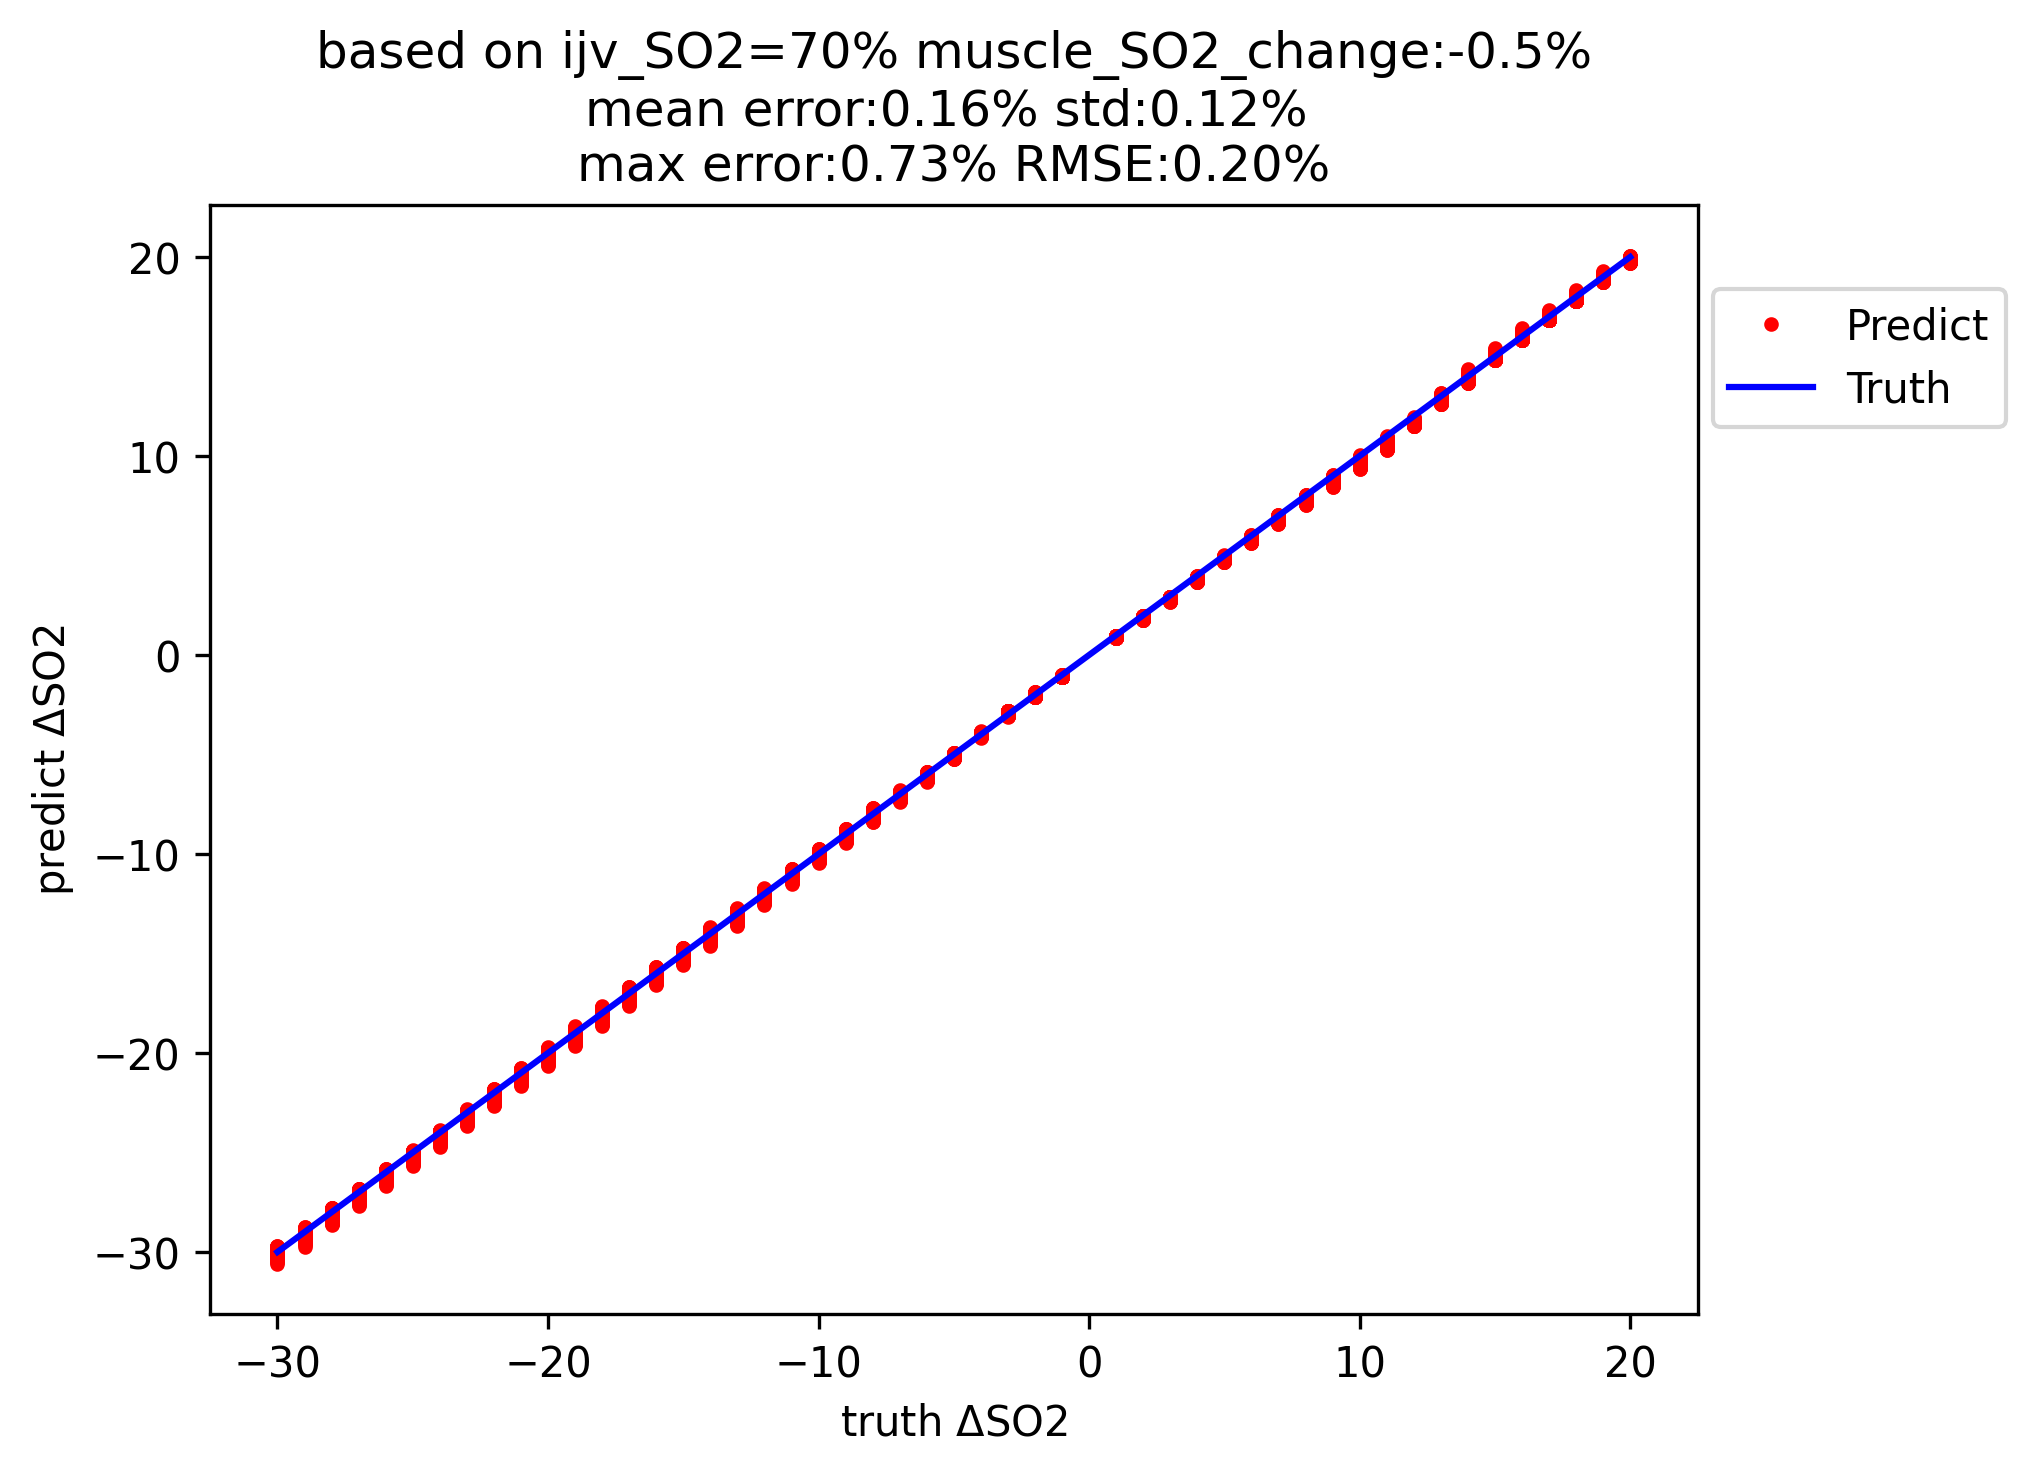 based on ijv_SO2=70% muscle_SO2_change:-0.5%
mean error:0.16% std:0.12%
max error:0.73% RMSE:0.20%
20
10
0
−10
−20
−30
predict ΔSO2
−30
−20
−10
0
10
20
truth ΔSO2
Predict
Truth